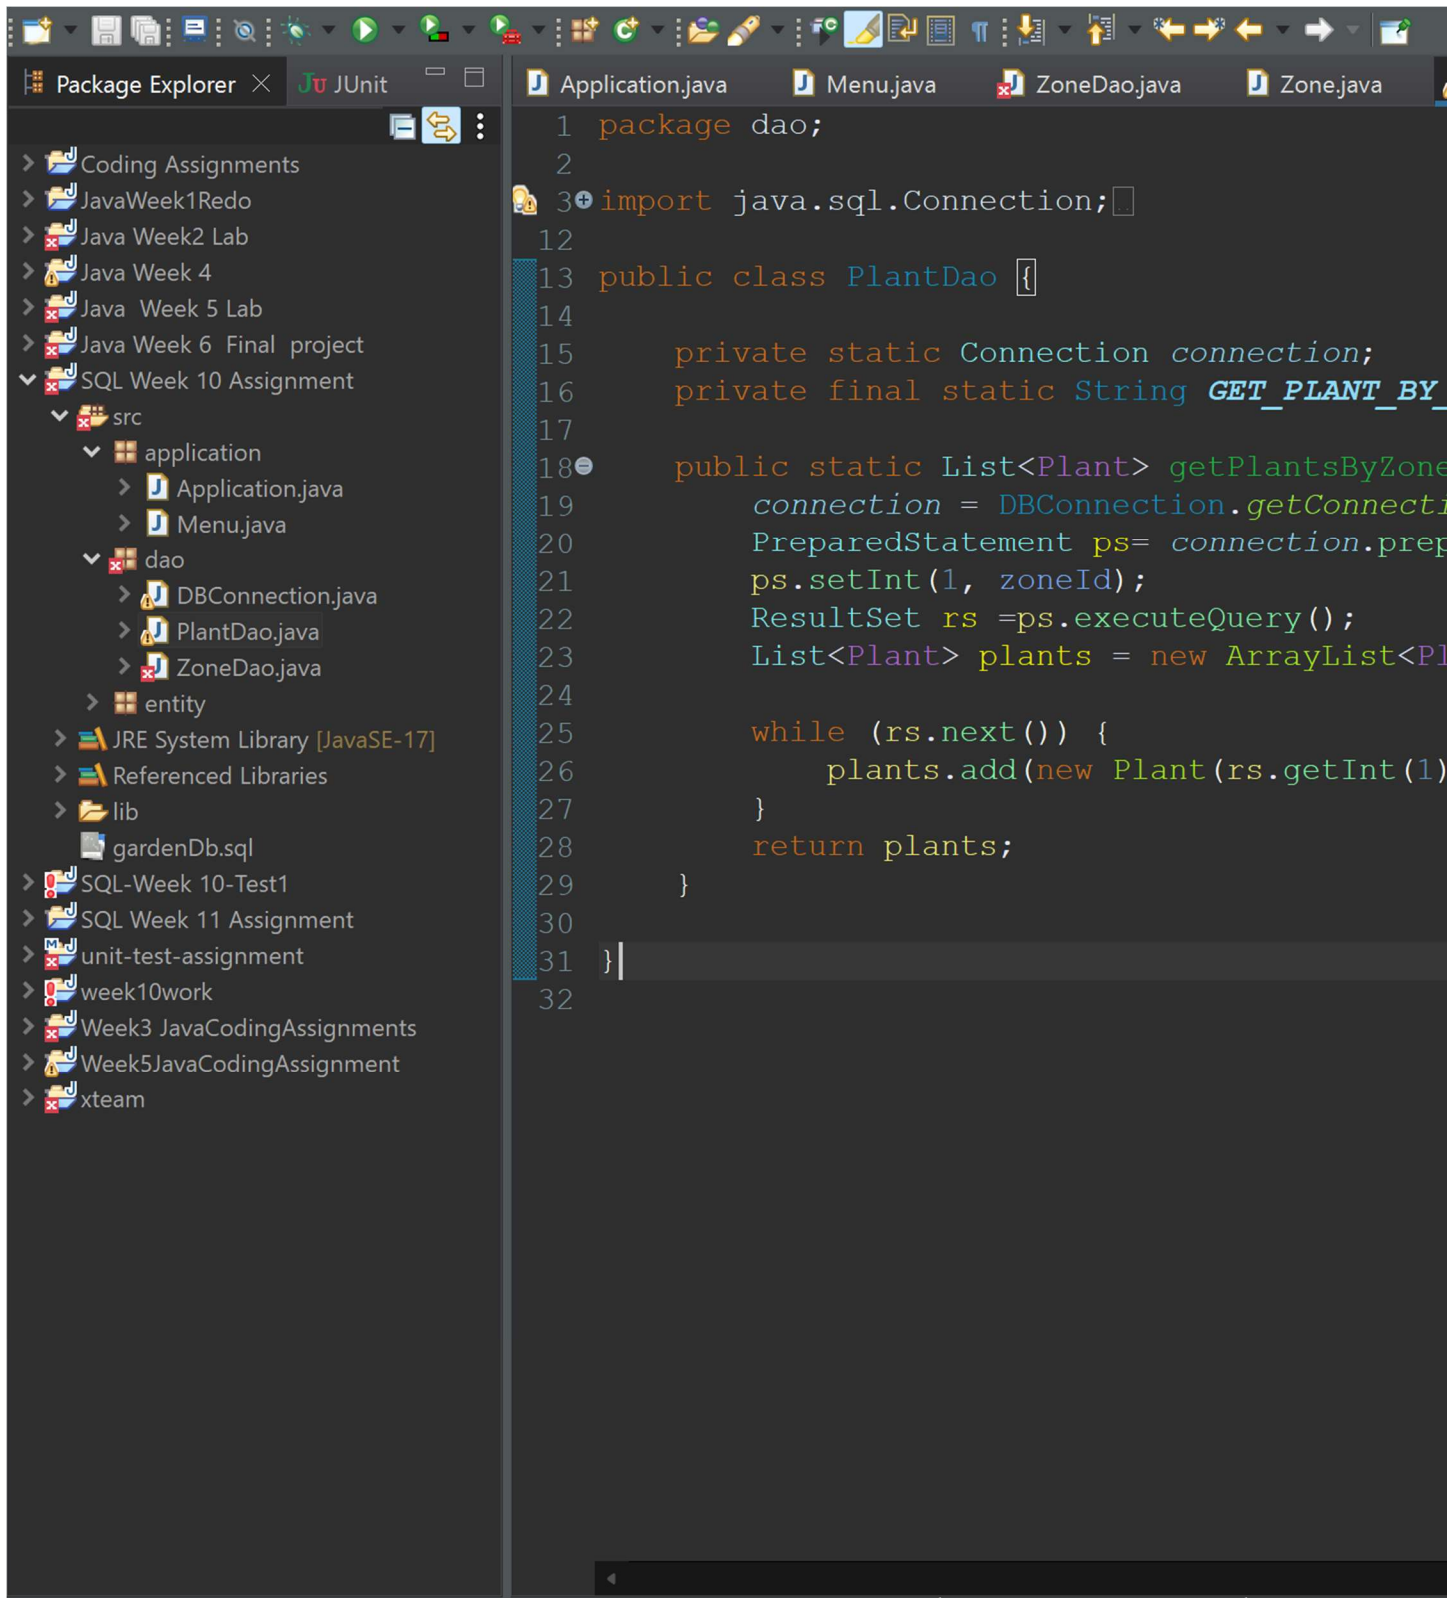 Package Explorer
JUnit
Coding Assignments
JavaWeek1Redo
Java Week2 Lab
Java Week 4
Java  Week 5 Lab
Java Week 6  Final  project
SQL Week 10 Assignment
src
application
Application.java
Menu.java
dao
DBConnection.java
PlantDao.java
ZoneDao.java
entity
JRE System Library [JavaSE-17]
Referenced Libraries
lib
gardenDb.sql
SQL-Week 10-Test1
SQL Week 11 Assignment
unit-test-assignment
week10work
Week3 JavaCodingAssignments
Week5JavaCodingAssignment
xteam
Application.java Menu.java ZoneDao.java Zone.java
1 package dao;
2
3 import java.sql.Connection;
12
13 public class PlantDao {
14
15 private static Connection connection;
16 private final static String GET_PLANT_BY_
17
18 public static List<Plant> getPlantsByZone
19 connection = DBConnection.getConnecti
20 PreparedStatement ps= connection.prep
21 ps.setInt(1, zoneId);
22 ResultSet rs =ps.executeQuery();
23 List<Plant> plants = new ArrayList<Pl
24
25 while (rs.next()) {
26 plants.add(new Plant(rs.getInt(1)
27 }
28 return plants;
29 }
30
31 }
32